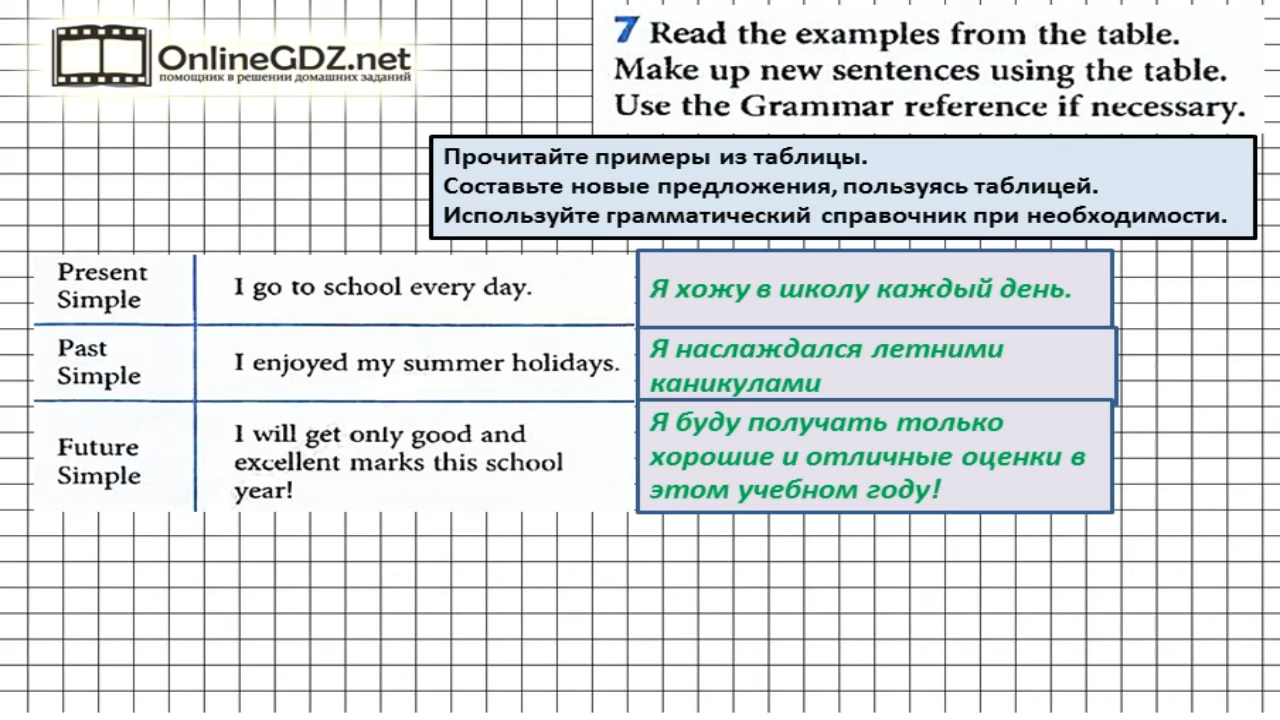 OnlineGDZ.net
помощник в решении домашних заданий
7 Read the examples from the table.
Make up new sentences using the table.
Use the Grammar reference if necessary.
Прочитайте примеры из таблицы.
Составьте новые предложения, пользуясь таблицей.
Используйте грамматический справочник при необходимости.
Present
Simple
I go to school every day.
Я хожу в школу каждый день.
Past
Simple
I enjoyed my summer holidays.
Я наслаждался летними
каникулами
Future
Simple
I will get only good and
excellent marks this school
year!
Я буду получать только
хорошие и отличные оценки в
этом учебном году!